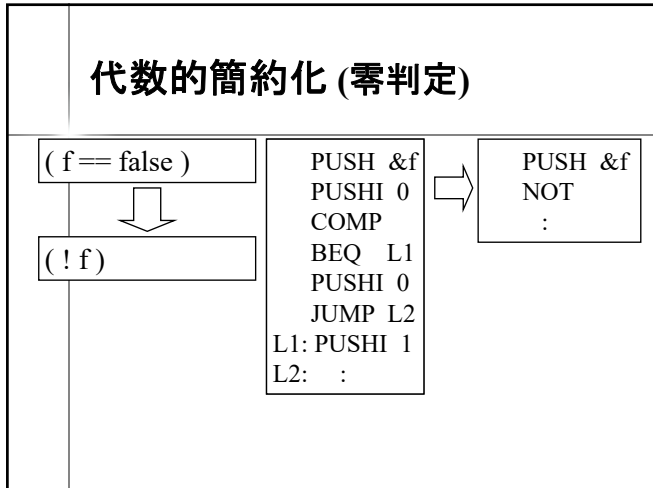 代数的簡約化 (零判定)
( f == false )
( ! f )
PUSH &f
PUSHI 0
COMP
BEQ L1
PUSHI 0
JUMP L2
L1: PUSHI 1
L2: :
PUSH &f
NOT
: